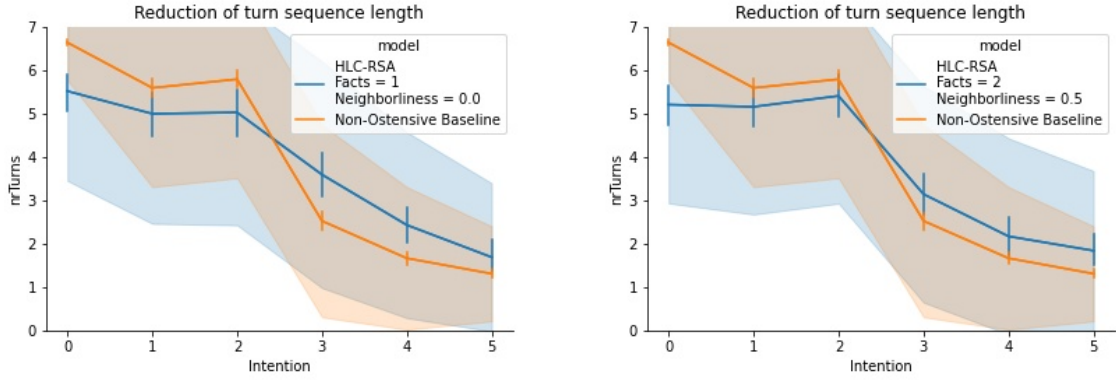 Reduction of turn sequence length
7
6
5
4
3
2
1
0
nrTurns
model
HLC-RSA
Facts = 1
Neighborliness = 0.0
Non-Ostensive Baseline
0 1 2 3 4 5
Intention
Reduction of turn sequence length
7
6
5
4
3
2
1
0
nrTurns
model
HLC-RSA
Facts = 2
Neighborliness = 0.5
Non-Ostensive Baseline
0 1 2 3 4 5
Intention